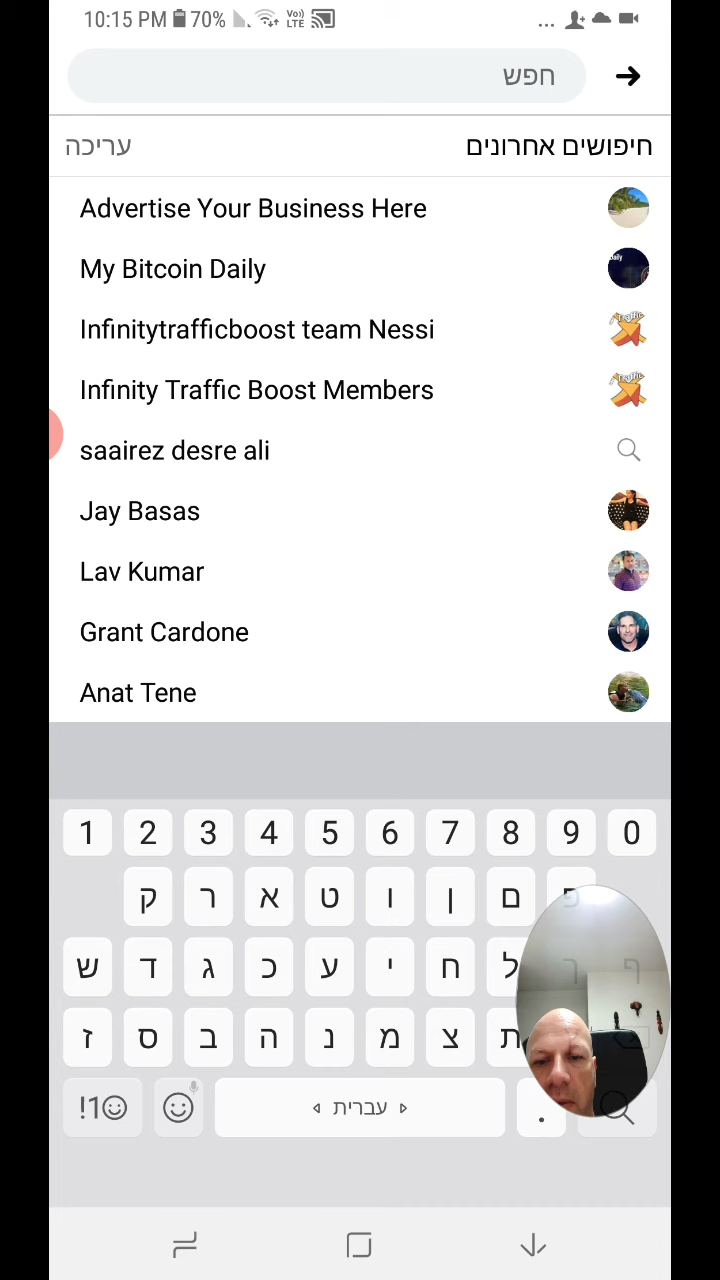 10:15 PM 70% Vo) LTE ...
חפש
חיפושים אחרונים
עריכה
Advertise Your Business Here
My Bitcoin Daily
Infinitytrafficboost team Nessi
Infinity Traffic Boost Members
saairez desre ali
Jay Basas
Lav Kumar
Grant Cardone
Anat Tene
1 2 3 4 5 6 7 8 9 0
ק ר א ט ו ן ם פ
ש ד ג כ ע י ח ל ך ף
ז ס ב ה נ מ צ ת
!1 עברית .